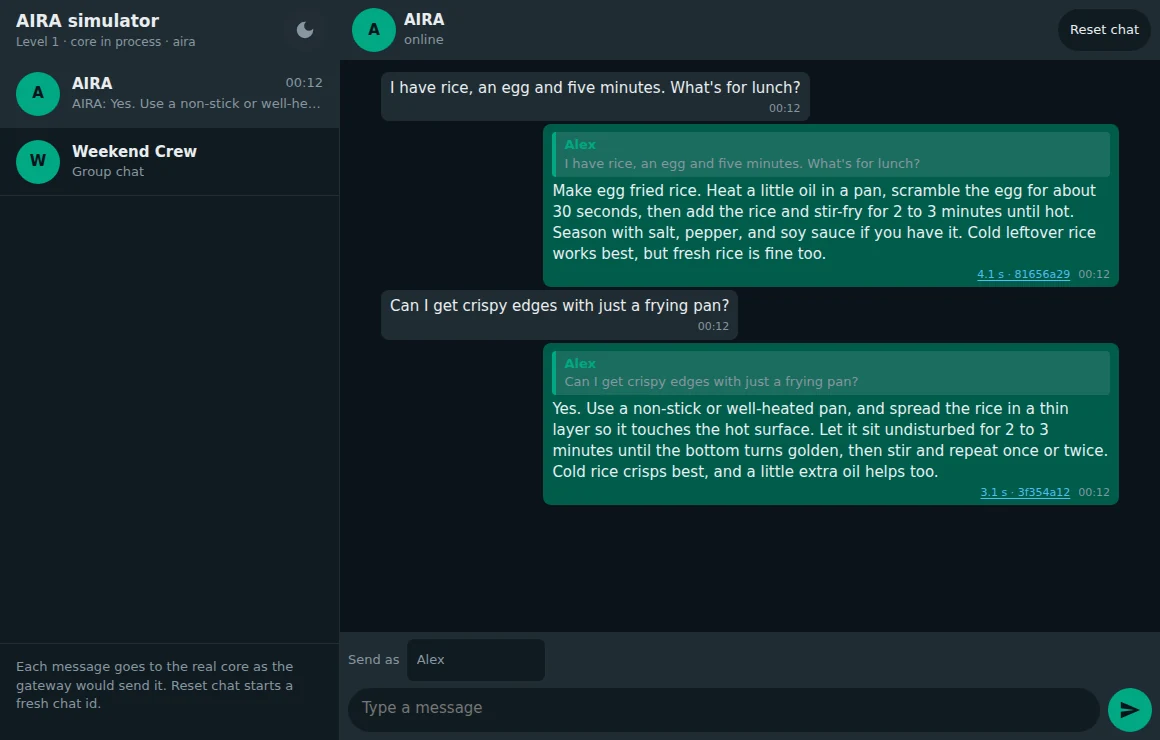 AIRA simulator
Level 1 · core in process · aira
A
AIRA
00:12
AIRA: Yes. Use a non-stick or well-he…
W
Weekend Crew
Group chat
Each message goes to the real core as the
gateway would send it. Reset chat starts a
fresh chat id.
A
AIRA
online
Reset chat
I have rice, an egg and five minutes. What's for lunch?
00:12
Alex
I have rice, an egg and five minutes. What's for lunch?
Make egg fried rice. Heat a little oil in a pan, scramble the egg for about
30 seconds, then add the rice and stir-fry for 2 to 3 minutes until hot.
Season with salt, pepper, and soy sauce if you have it. Cold leftover rice
works best, but fresh rice is fine too.
4.1 s · 81656a29 00:12
Can I get crispy edges with just a frying pan?
00:12
Alex
Can I get crispy edges with just a frying pan?
Yes. Use a non-stick or well-heated pan, and spread the rice in a thin
layer so it touches the hot surface. Let it sit undisturbed for 2 to 3
minutes until the bottom turns golden, then stir and repeat once or twice.
Cold rice crisps best, and a little extra oil helps too.
3.1 s · 3f354a12 00:12
Send as
Alex
Type a message